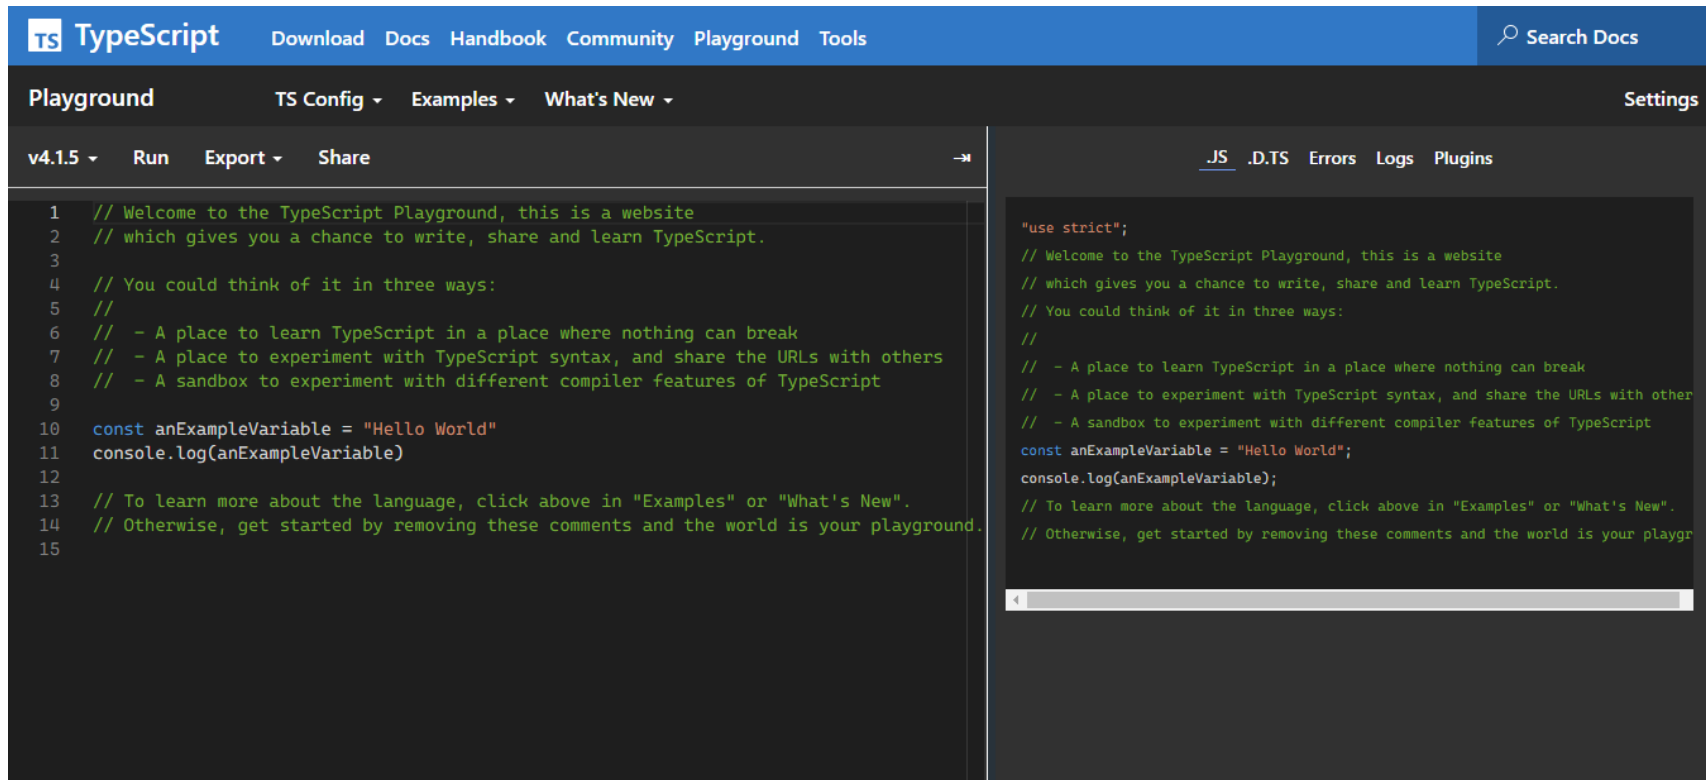 TS TypeScript Download Docs Handbook Community Playground Tools Search Docs
Playground TS Config Examples What's New Settings
v4.1.5 Run Export Share
1 // Welcome to the TypeScript Playground, this is a website
2 // which gives you a chance to write, share and learn TypeScript.
3
4 // You could think of it in three ways:
5 //
6 //  - A place to learn TypeScript in a place where nothing can break
7 //  - A place to experiment with TypeScript syntax, and share the URLs with others
8 //  - A sandbox to experiment with different compiler features of TypeScript
9
10 const anExampleVariable = "Hello World"
11 console.log(anExampleVariable)
12
13 // To learn more about the language, click above in "Examples" or "What's New".
14 // Otherwise, get started by removing these comments and the world is your playground.
15
.JS .D.TS Errors Logs Plugins
"use strict";
// Welcome to the TypeScript Playground, this is a website
// which gives you a chance to write, share and learn TypeScript.
// You could think of it in three ways:
//
//  - A place to learn TypeScript in a place where nothing can break
//  - A place to experiment with TypeScript syntax, and share the URLs with other
//  - A sandbox to experiment with different compiler features of TypeScript
const anExampleVariable = "Hello World";
console.log(anExampleVariable);
// To learn more about the language, click above in "Examples" or "What's New".
// Otherwise, get started by removing these comments and the world is your playgr